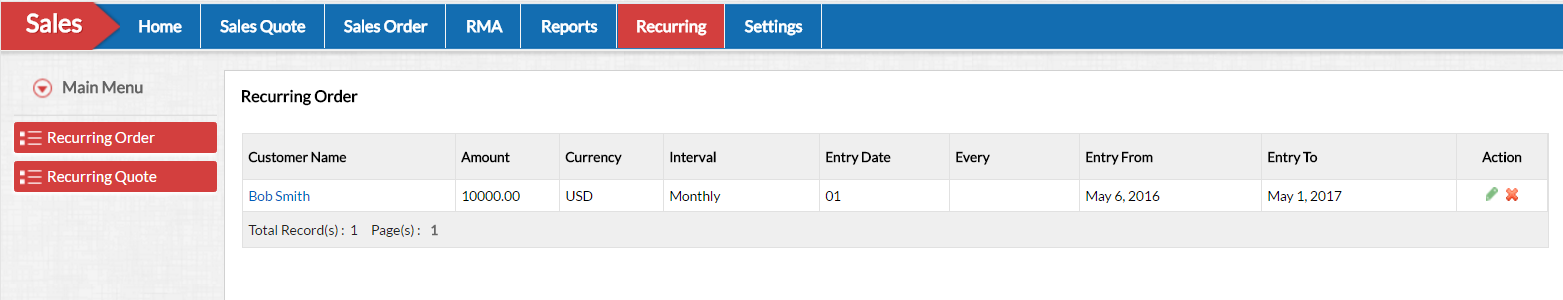 Sales Home Sales Quote Sales Order RMA Reports Recurring Settings
Main Menu
Recurring Order
Recurring Quote
Recurring Order
Customer Name Amount Currency Interval Entry Date Every Entry From Entry To Action
Bob Smith 10000.00 USD Monthly 01 May 6, 2016 May 1, 2017
Total Record(s) : 1 Page(s) : 1